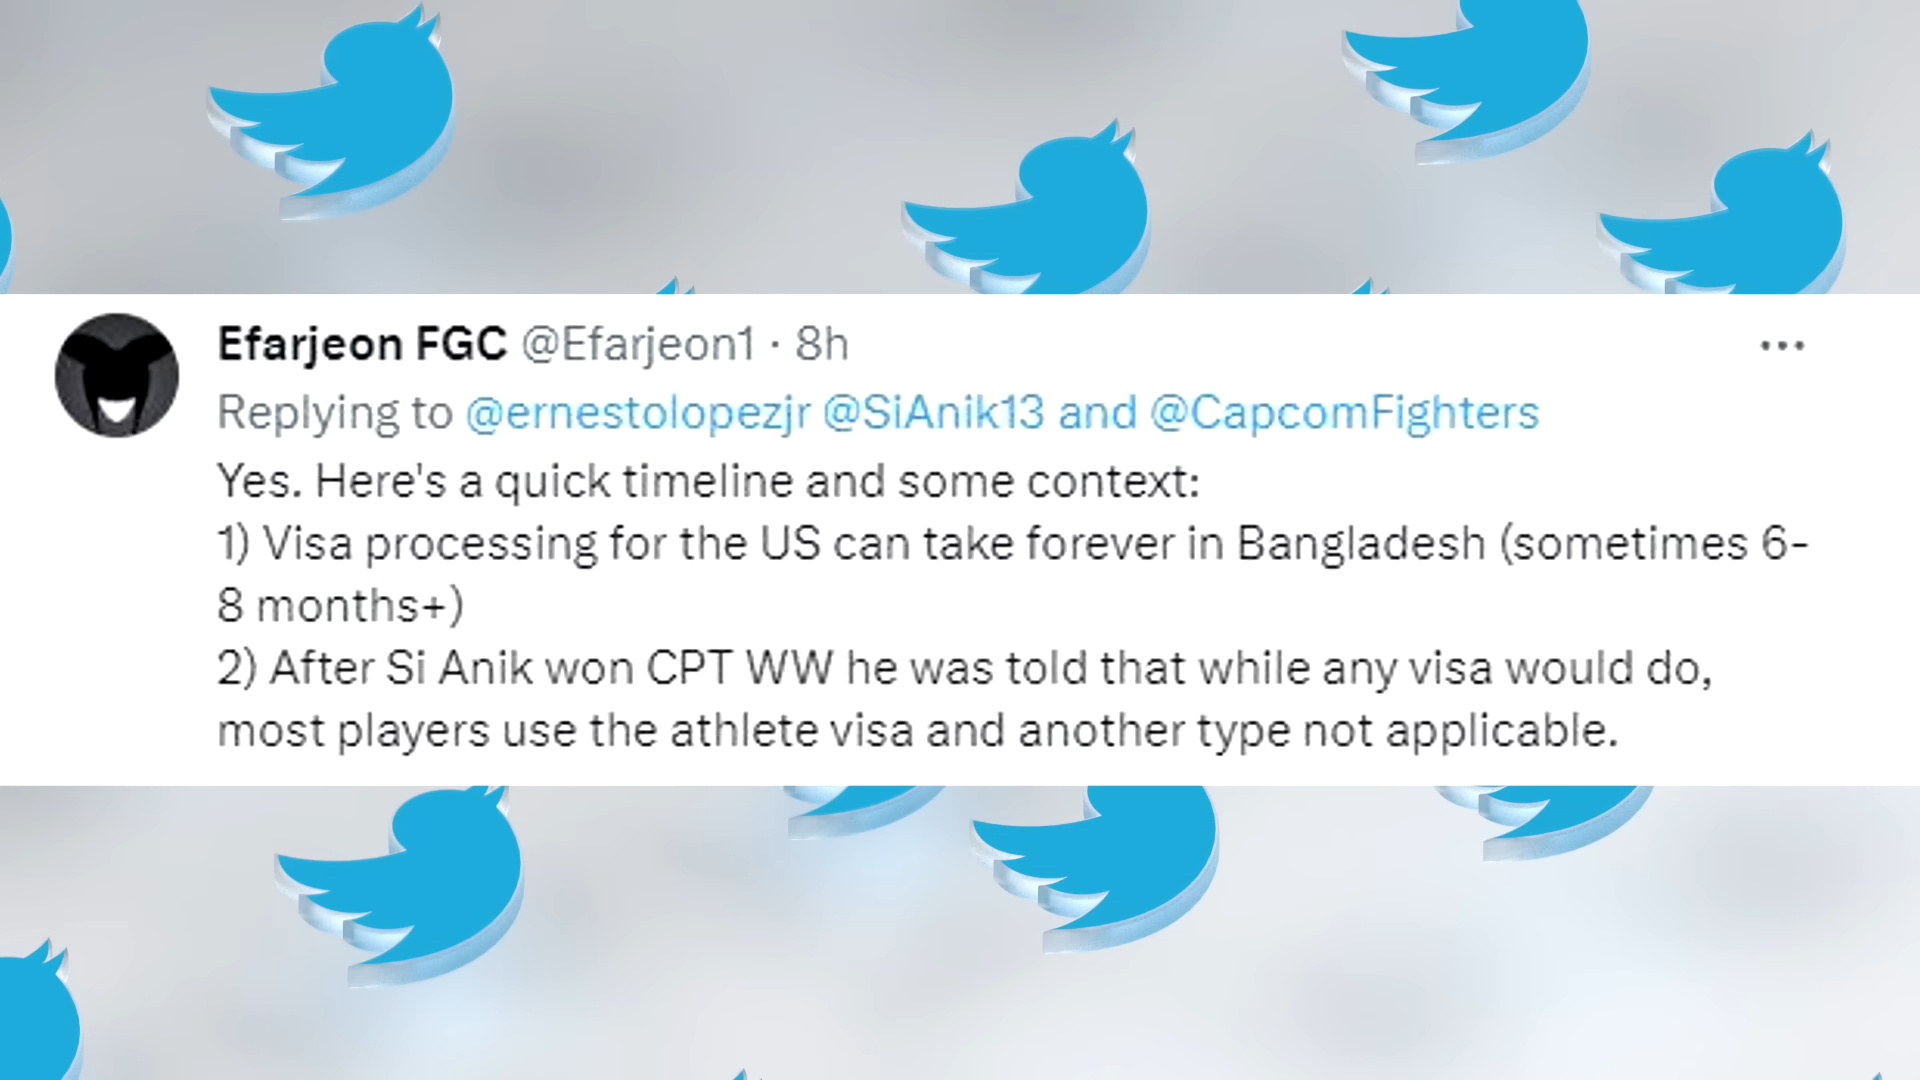 Efarjeon FGC @Efarjeon1 · 8h
Replying to @ernestolopezjr @SiAnik13 and @CapcomFighters
Yes. Here's a quick timeline and some context:
1) Visa processing for the US can take forever in Bangladesh (sometimes 6-
8 months+)
2) After Si Anik won CPT WW he was told that while any visa would do,
most players use the athlete visa and another type not applicable.